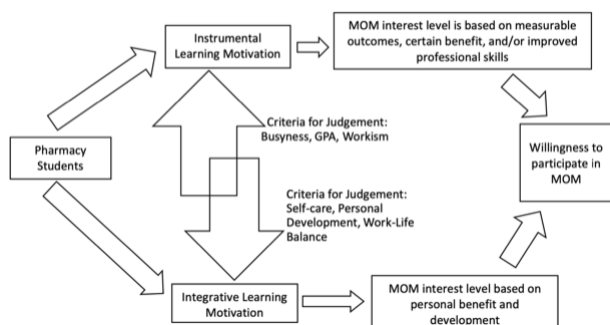 Instrumental
Learning Motivation
MOM interest level is based on measurable
outcomes, certain benefit, and/or improved
professional skills
Criteria for Judgement:
Busyness, GPA, Workism
Pharmacy
Students
Willingness to
participate in
MOM
Criteria for Judgement:
Self-care, Personal
Development, Work-Life
Balance
Integrative Learning
Motivation
MOM interest level based on
personal benefit and
development